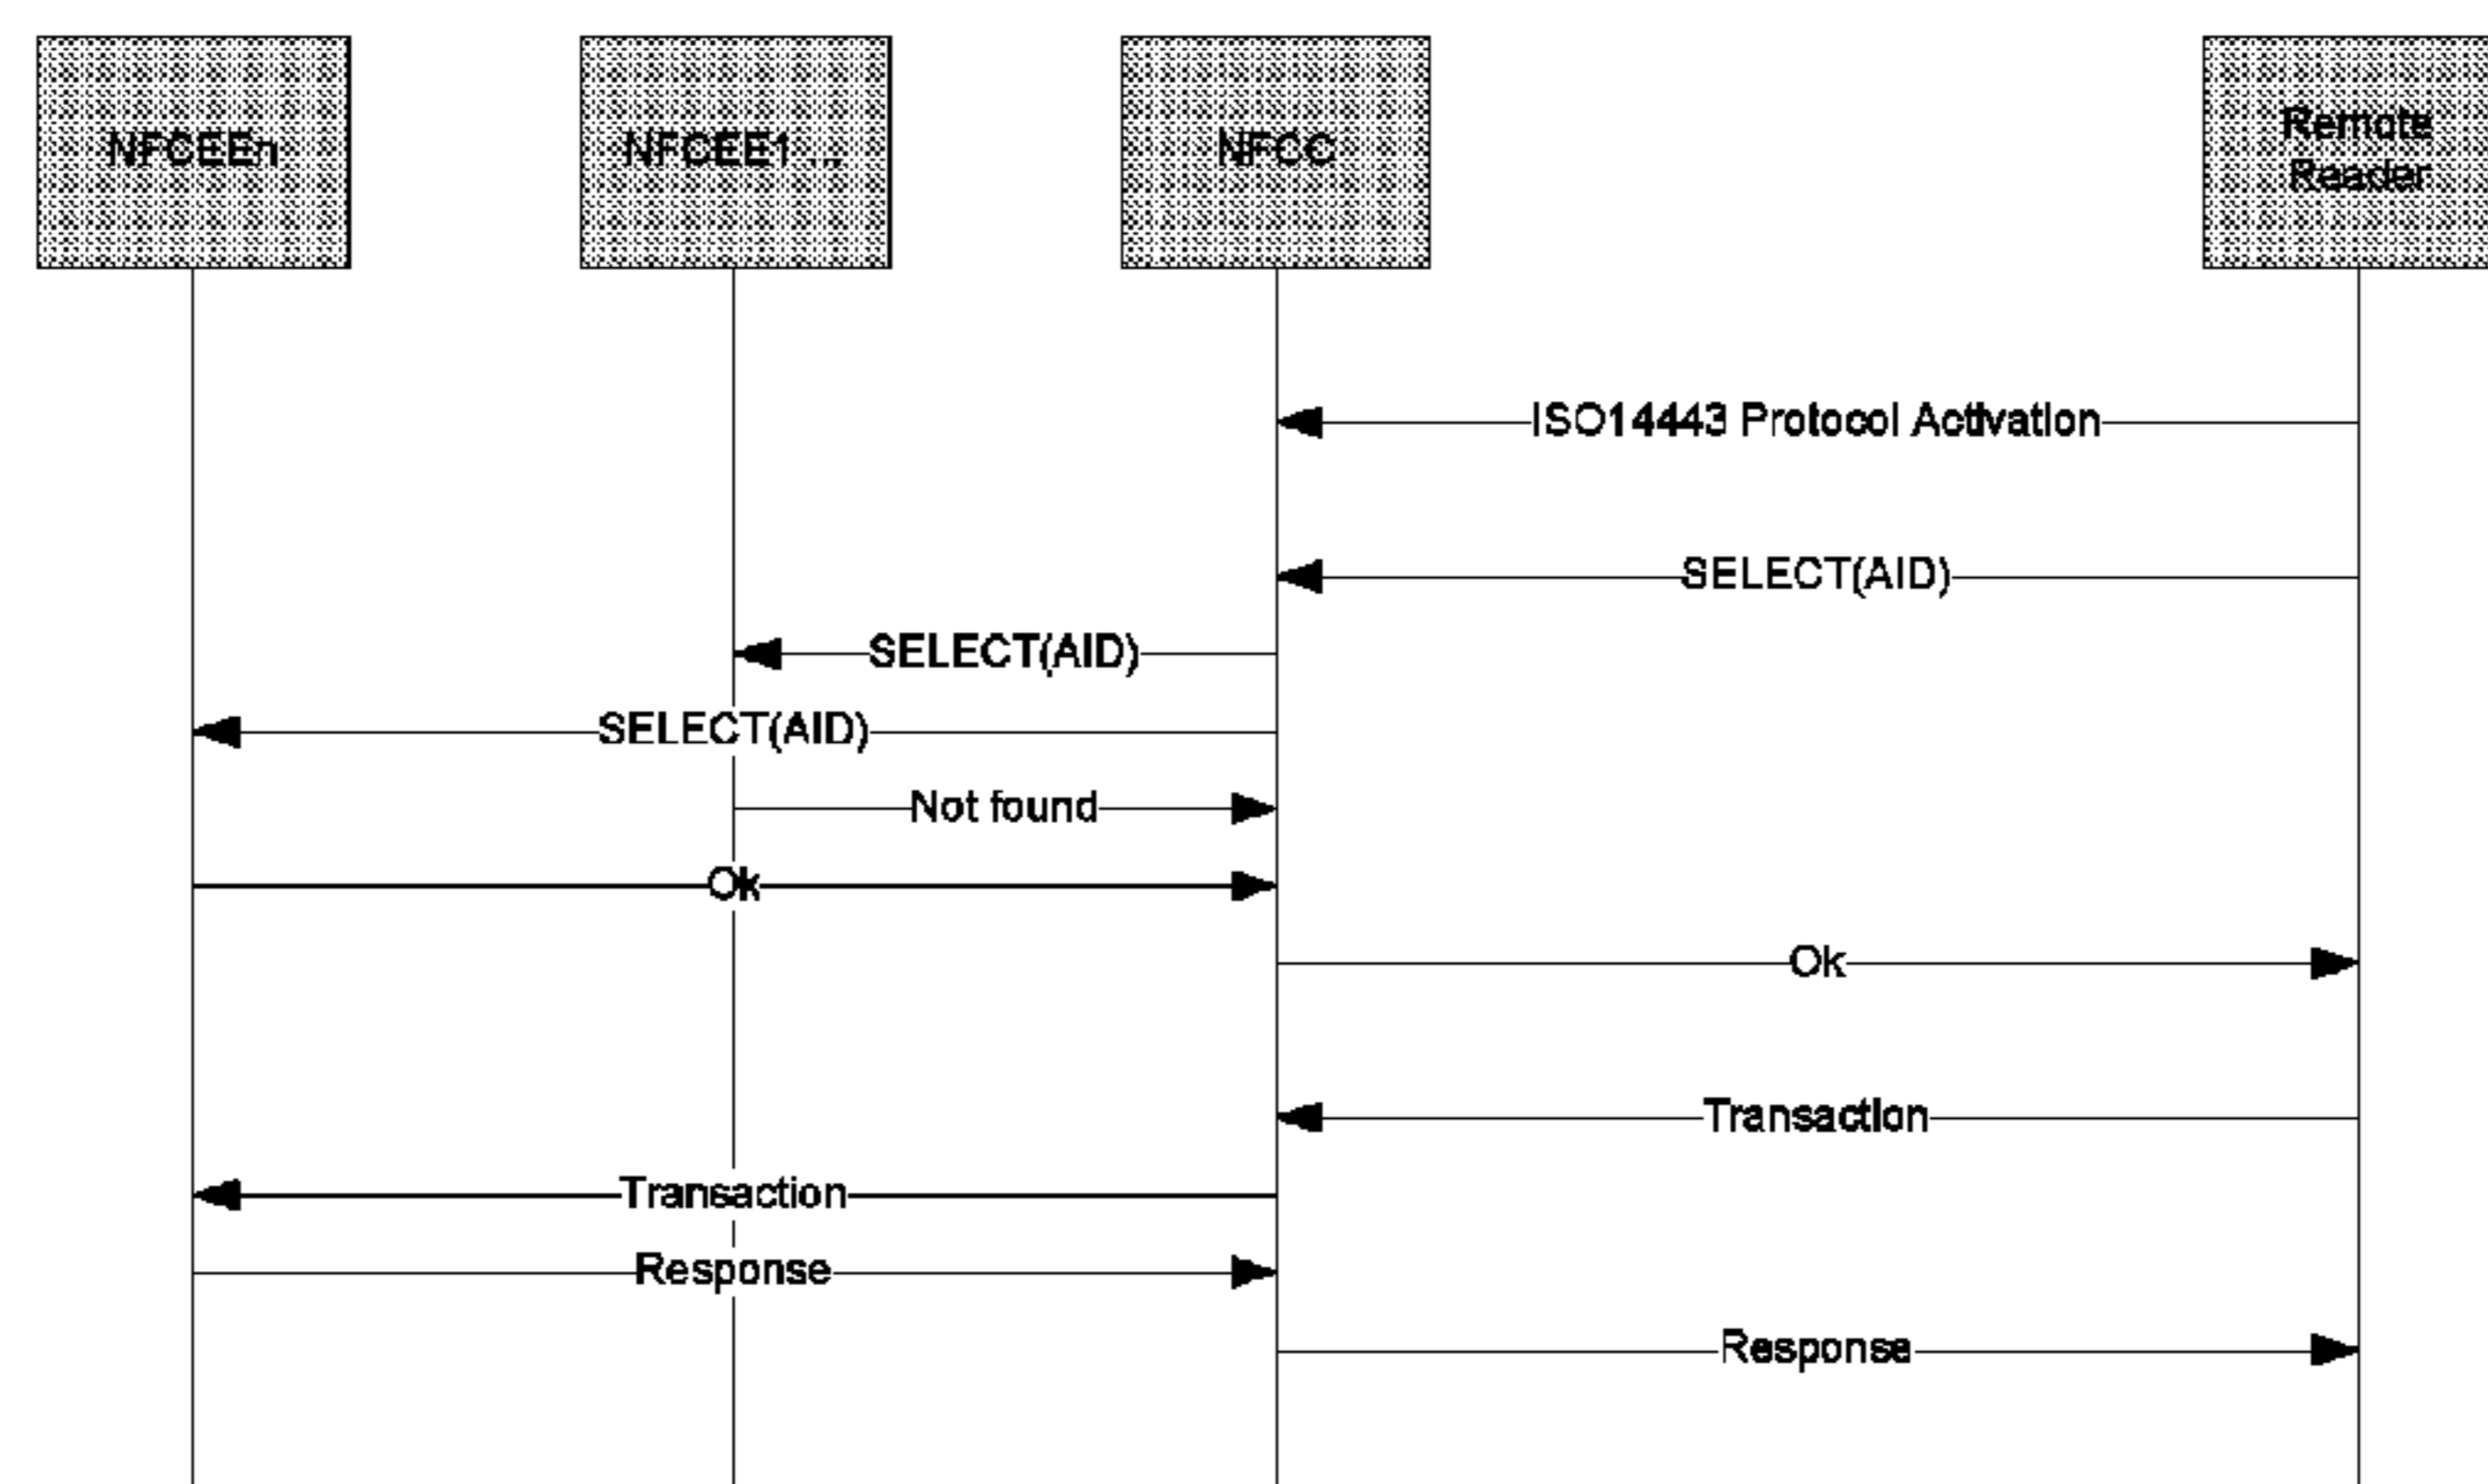 NFCEEn
NFCEE1 ...
NFCC
Remote
Reader
ISO14443 Protocol Activation
SELECT(AID)
SELECT(AID)
SELECT(AID)
Not found
Ok
Ok
Transaction
Transaction
Response
Response